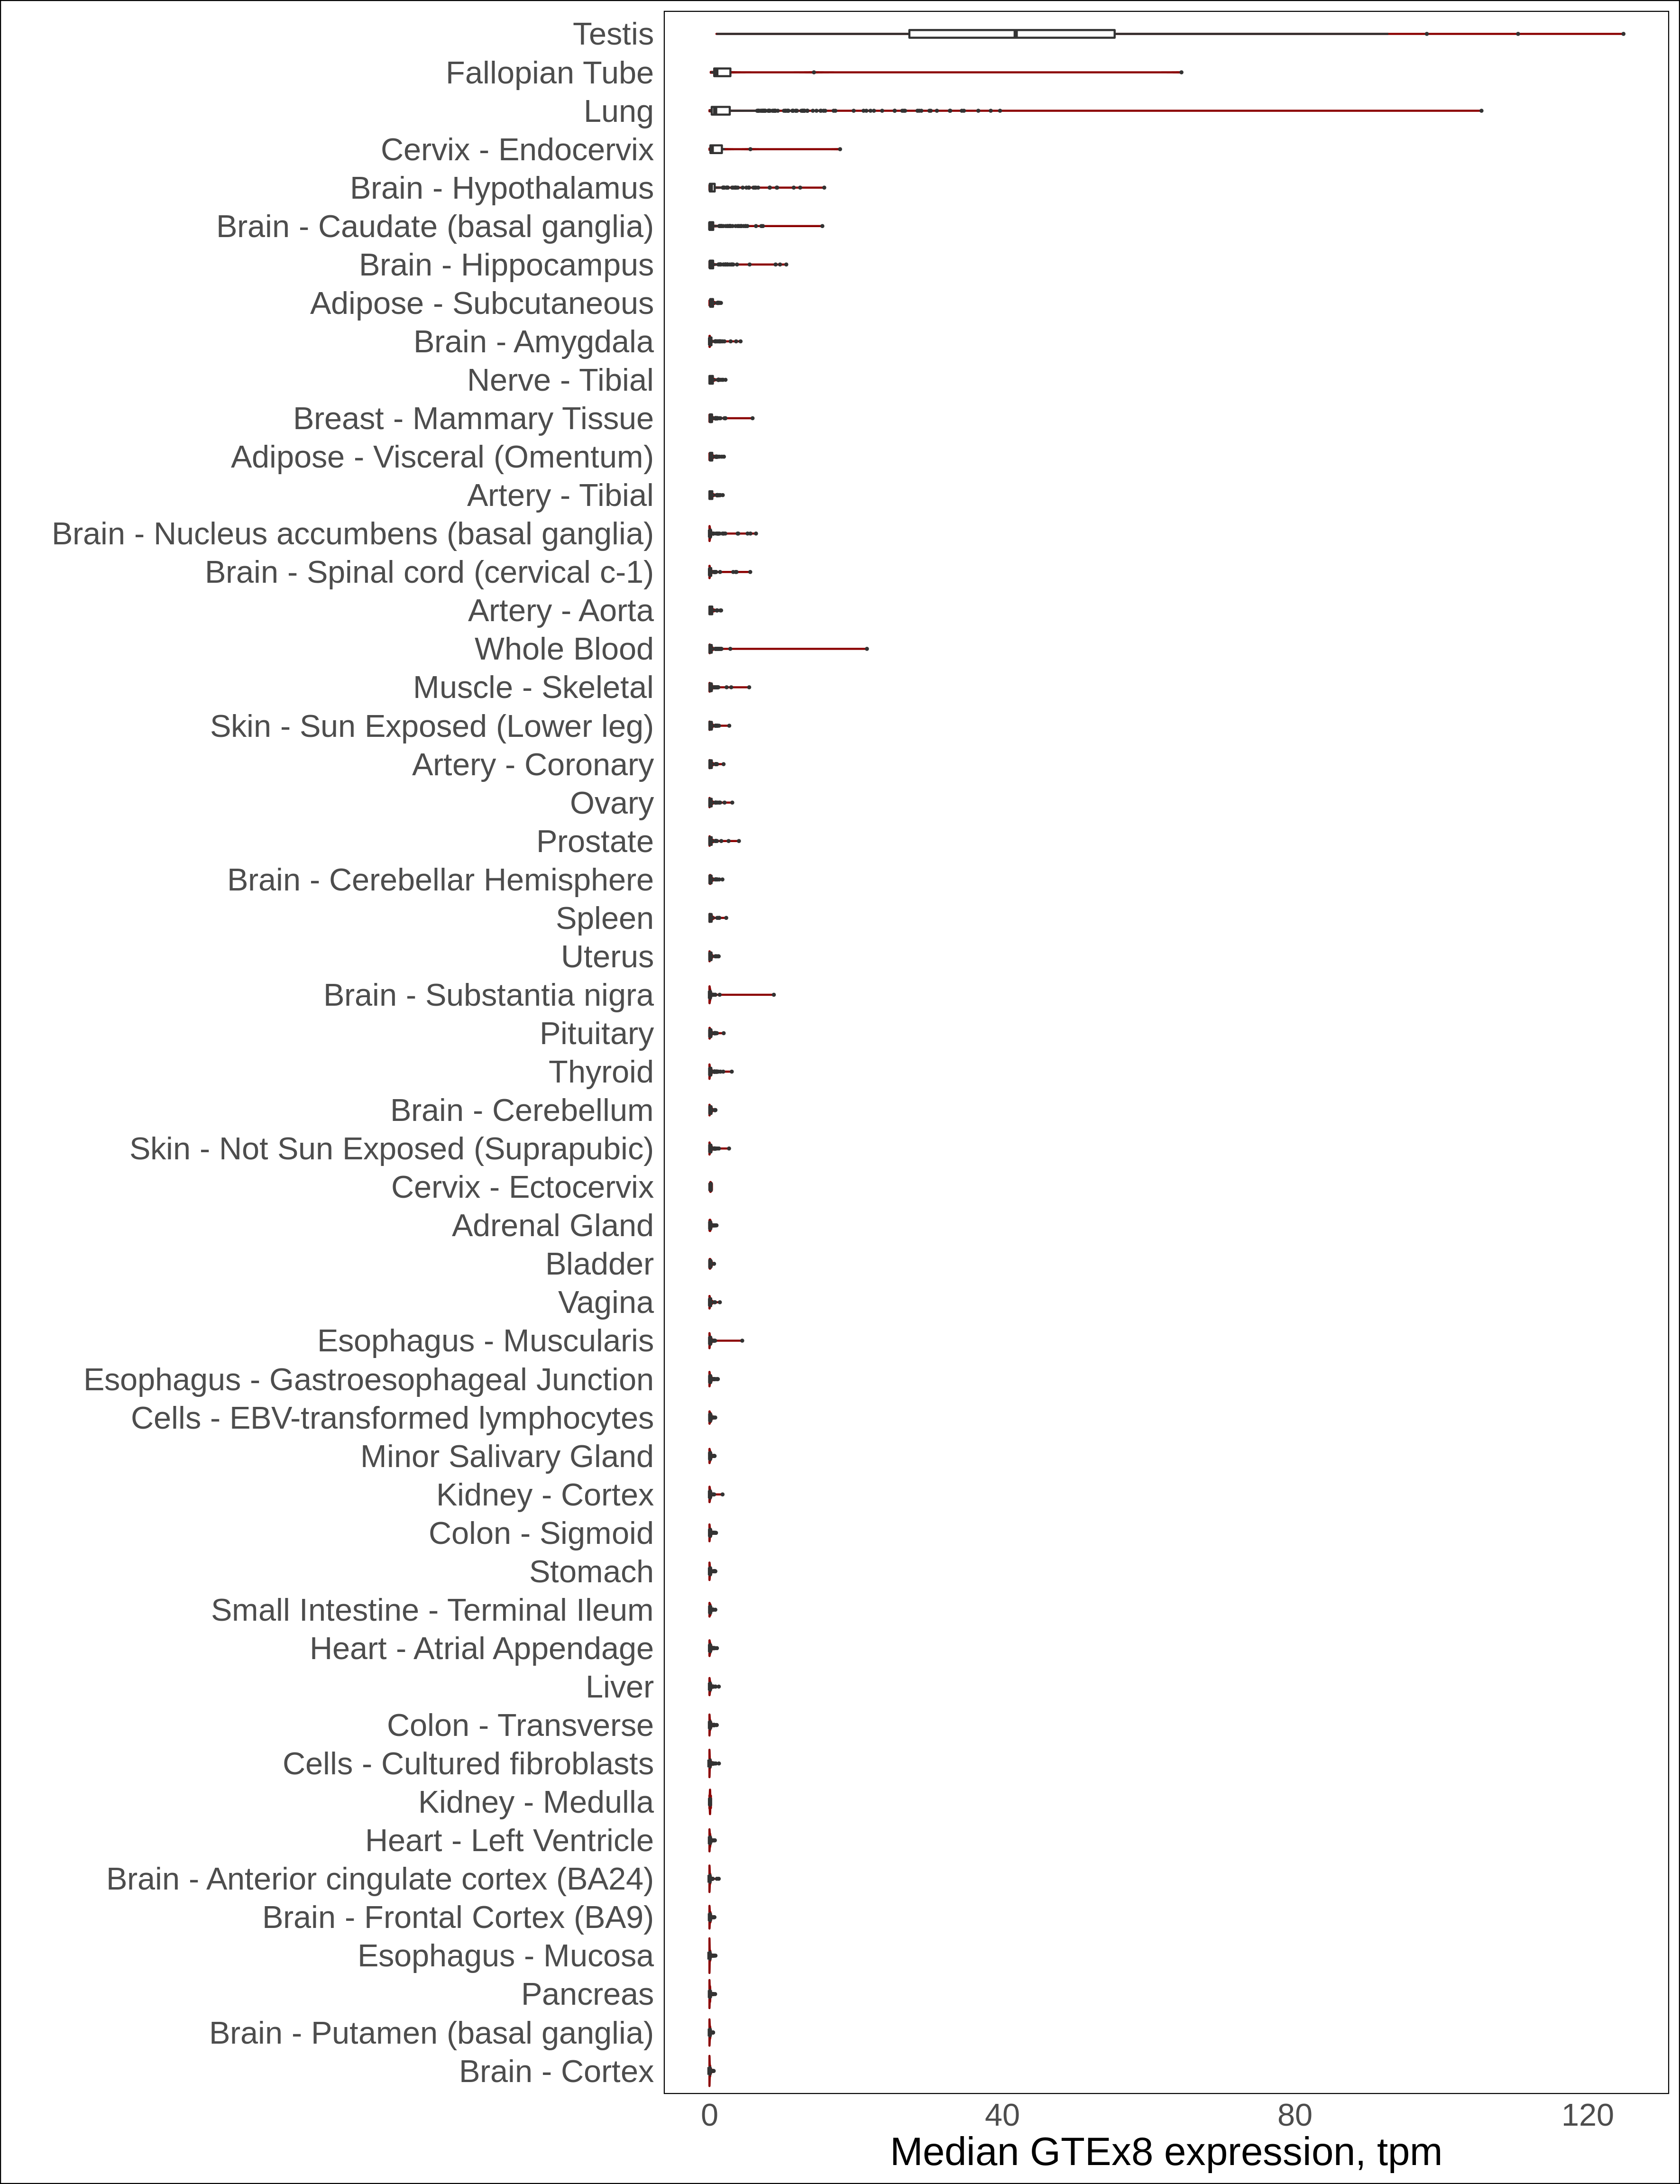 Testis
Fallopian Tube
Lung
Cervix - Endocervix
Brain - Hypothalamus
Brain - Caudate (basal ganglia)
Brain - Hippocampus
Adipose - Subcutaneous
Brain - Amygdala
Nerve - Tibial
Breast - Mammary Tissue
Adipose - Visceral (Omentum)
Artery - Tibial
Brain - Nucleus accumbens (basal ganglia)
Brain - Spinal cord (cervical c-1)
Artery - Aorta
Whole Blood
Muscle - Skeletal
Skin - Sun Exposed (Lower leg)
Artery - Coronary
Ovary
Prostate
Brain - Cerebellar Hemisphere
Spleen
Uterus
Brain - Substantia nigra
Pituitary
Thyroid
Brain - Cerebellum
Skin - Not Sun Exposed (Suprapubic)
Cervix - Ectocervix
Adrenal Gland
Bladder
Vagina
Esophagus - Muscularis
Esophagus - Gastroesophageal Junction
Cells - EBV-transformed lymphocytes
Minor Salivary Gland
Kidney - Cortex
Colon - Sigmoid
Stomach
Small Intestine - Terminal Ileum
Heart - Atrial Appendage
Liver
Colon - Transverse
Cells - Cultured fibroblasts
Kidney - Medulla
Heart - Left Ventricle
Brain - Anterior cingulate cortex (BA24)
Brain - Frontal Cortex (BA9)
Esophagus - Mucosa
Pancreas
Brain - Putamen (basal ganglia)
Brain - Cortex
0 40 80 120
Median GTEx8 expression, tpm